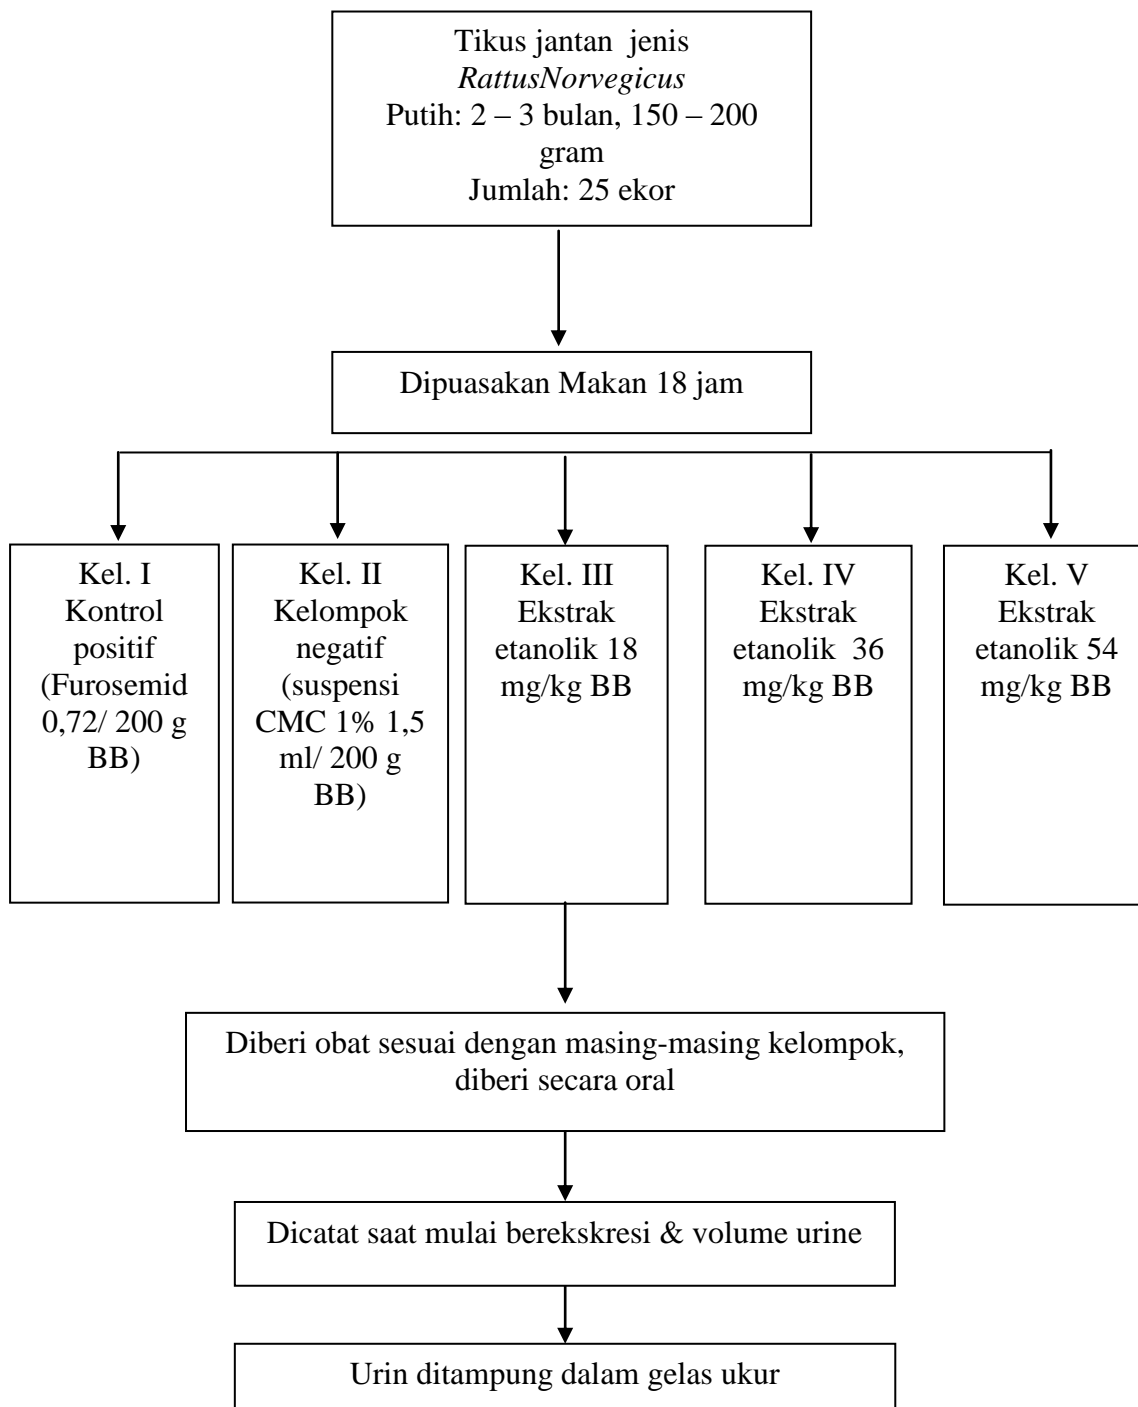 Tikus jantan  jenis
RattusNorvegicus
Putih: 2 – 3 bulan, 150 – 200
gram
Jumlah: 25 ekor
Dipuasakan Makan 18 jam
Kel. I
Kontrol
positif
(Furosemid
0,72/ 200 g
BB)
Kel. II
Kelompok
negatif
(suspensi
CMC 1% 1,5
ml/ 200 g
BB)
Kel. III
Ekstrak
etanolik 18
mg/kg BB
Kel. IV
Ekstrak
etanolik  36
mg/kg BB
Kel. V
Ekstrak
etanolik 54
mg/kg BB
Diberi obat sesuai dengan masing-masing kelompok,
diberi secara oral
Dicatat saat mulai berekskresi & volume urine
Urin ditampung dalam gelas ukur